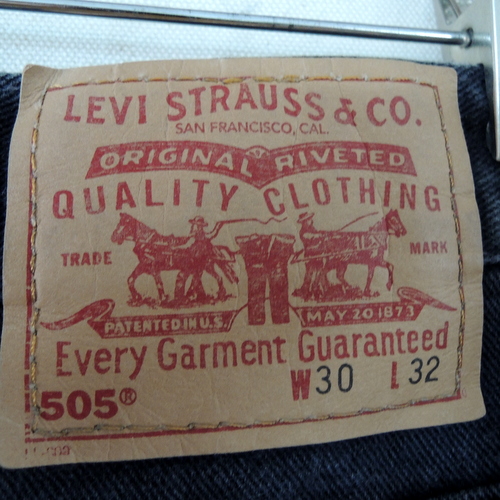 LEVI STRAUSS & CO.
SAN FRANCISCO, CAL.
ORIGINAL RIVETED
QUALITY CLOTHING
TRADE MARK
PATENTED IN U.S. MAY 20 1873
Every Garment Guaranteed
W30 L 32
505®